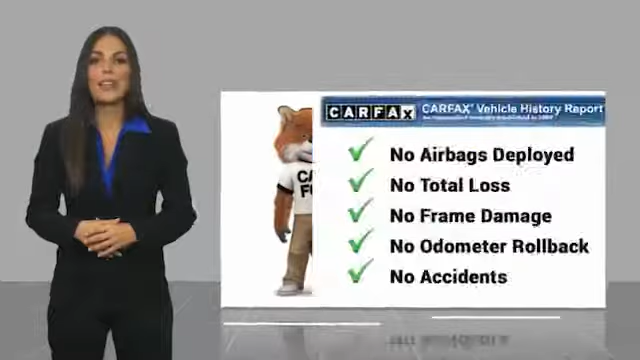 CARFAX CARFAX Vehicle History Report
No Airbags Deployed
No Total Loss
No Frame Damage
No Odometer Rollback
No Accidents